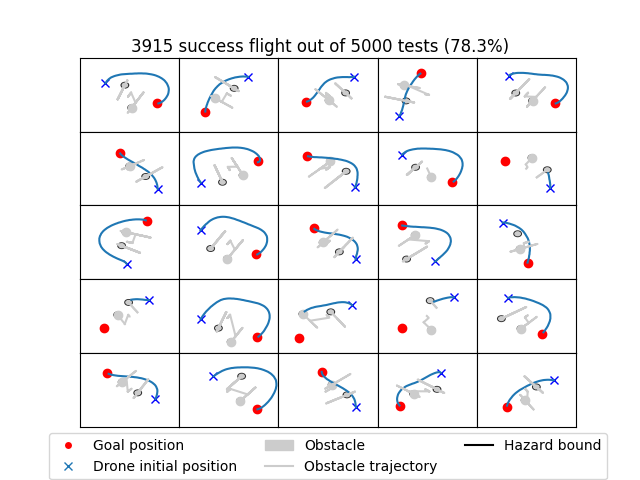 3915 success flight out of 5000 tests (78.3%)
Goal position
Obstacle
Hazard bound
Drone initial position
Obstacle trajectory